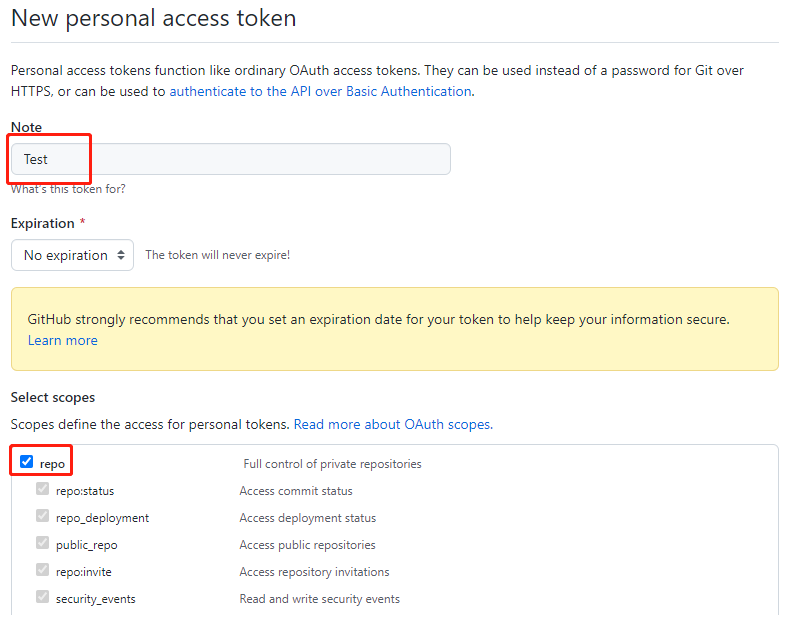 New personal access token
Personal access tokens function like ordinary OAuth access tokens. They can be used instead of a password for Git over
HTTPS, or can be used to authenticate to the API over Basic Authentication.
Note
Test
What's this token for?
Expiration *
No expiration The token will never expire!
GitHub strongly recommends that you set an expiration date for your token to help keep your information secure.
Learn more
Select scopes
Scopes define the access for personal tokens. Read more about OAuth scopes.
repo Full control of private repositories
repo:status Access commit status
repo_deployment Access deployment status
public_repo Access public repositories
repo:invite Access repository invitations
security_events Read and write security events